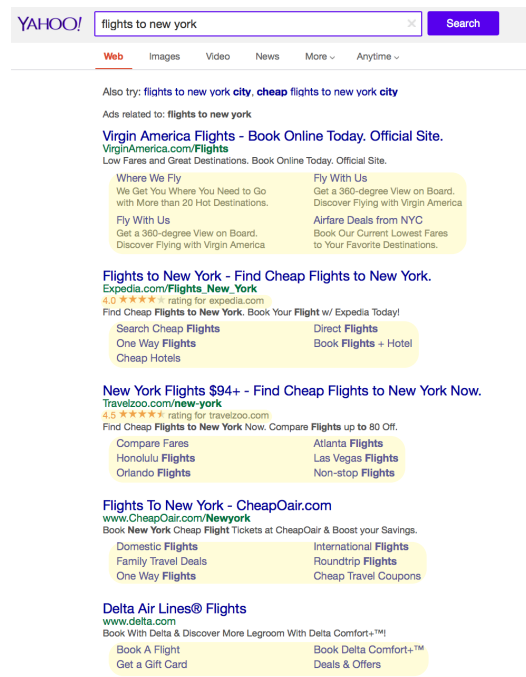 YAHOO! flights to new york × Search
Web Images Video News More Anytime
Also try: flights to new york city, cheap flights to new york city
Ads related to: flights to new york
Virgin America Flights - Book Online Today. Official Site.
VirginAmerica.com/Flights
Low Fares and Great Destinations. Book Online Today. Official Site.
Where We Fly Fly With Us
We Get You Where You Need to Go Get a 360-degree View on Board.
with More than 20 Hot Destinations. Discover Flying with Virgin America
Fly With Us Airfare Deals from NYC
Get a 360-degree View on Board. Book Our Current Lowest Fares
Discover Flying with Virgin America to Your Favorite Destinations.
Flights to New York - Find Cheap Flights to New York.
Expedia.com/Flights_New_York
4.0 ★★★★★ rating for expedia.com
Find Cheap Flights to New York. Book Your Flight w/ Expedia Today!
Search Cheap Flights Direct Flights
One Way Flights Book Flights + Hotel
Cheap Hotels
New York Flights $94+ - Find Cheap Flights to New York Now.
Travelzoo.com/new-york
4.5 ★★★★★ rating for travelzoo.com
Find Cheap Flights to New York Now. Compare Flights up to 80 Off.
Compare Fares Atlanta Flights
Honolulu Flights Las Vegas Flights
Orlando Flights Non-stop Flights
Flights To New York - CheapOair.com
www.CheapOair.com/Newyork
Book New York Cheap Flight Tickets at CheapOair & Boost your Savings.
Domestic Flights International Flights
Family Travel Deals Roundtrip Flights
One Way Flights Cheap Travel Coupons
Delta Air Lines® Flights
www.delta.com
Book With Delta & Discover More Legroom With Delta Comfort+™!
Book A Flight Book Delta Comfort+™
Get a Gift Card Deals & Offers